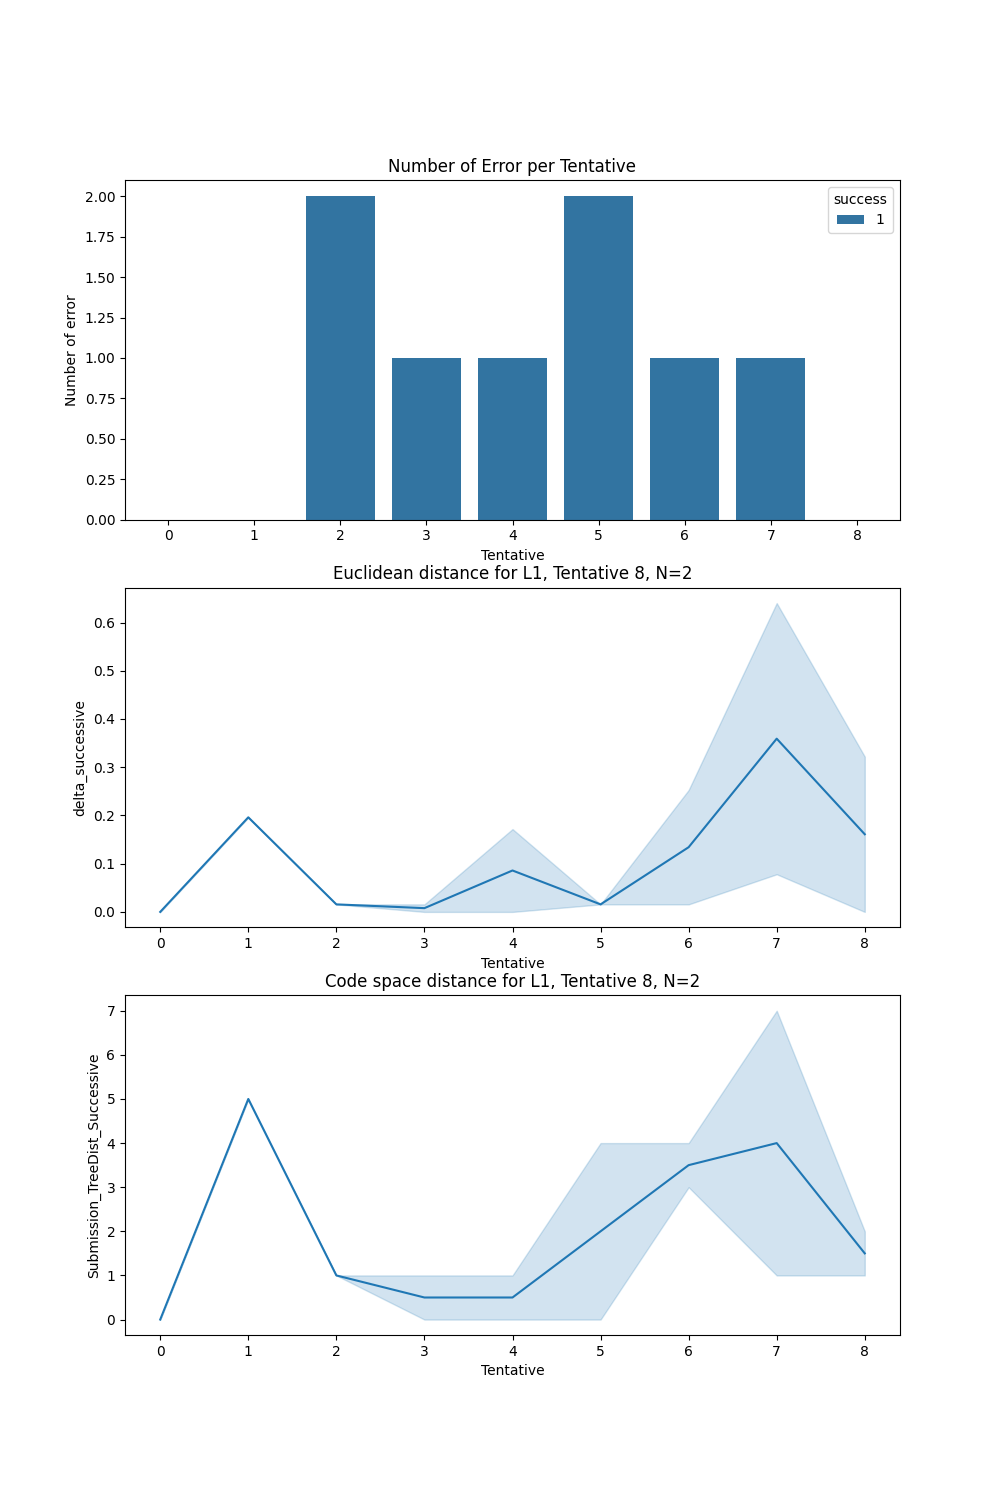 Number of Error per Tentative
success
1
2.00
1.75
1.50
1.25
1.00
0.75
0.50
0.25
0.00
Number of error
0 1 2 3 4 5 6 7 8
Tentative
Euclidean distance for L1, Tentative 8, N=2
0.6
0.5
0.4
0.3
0.2
0.1
0.0
delta_successive
0 1 2 3 4 5 6 7 8
Tentative
Code space distance for L1, Tentative 8, N=2
7
6
5
4
3
2
1
0
Submission_TreeDist_Successive
0 1 2 3 4 5 6 7 8
Tentative